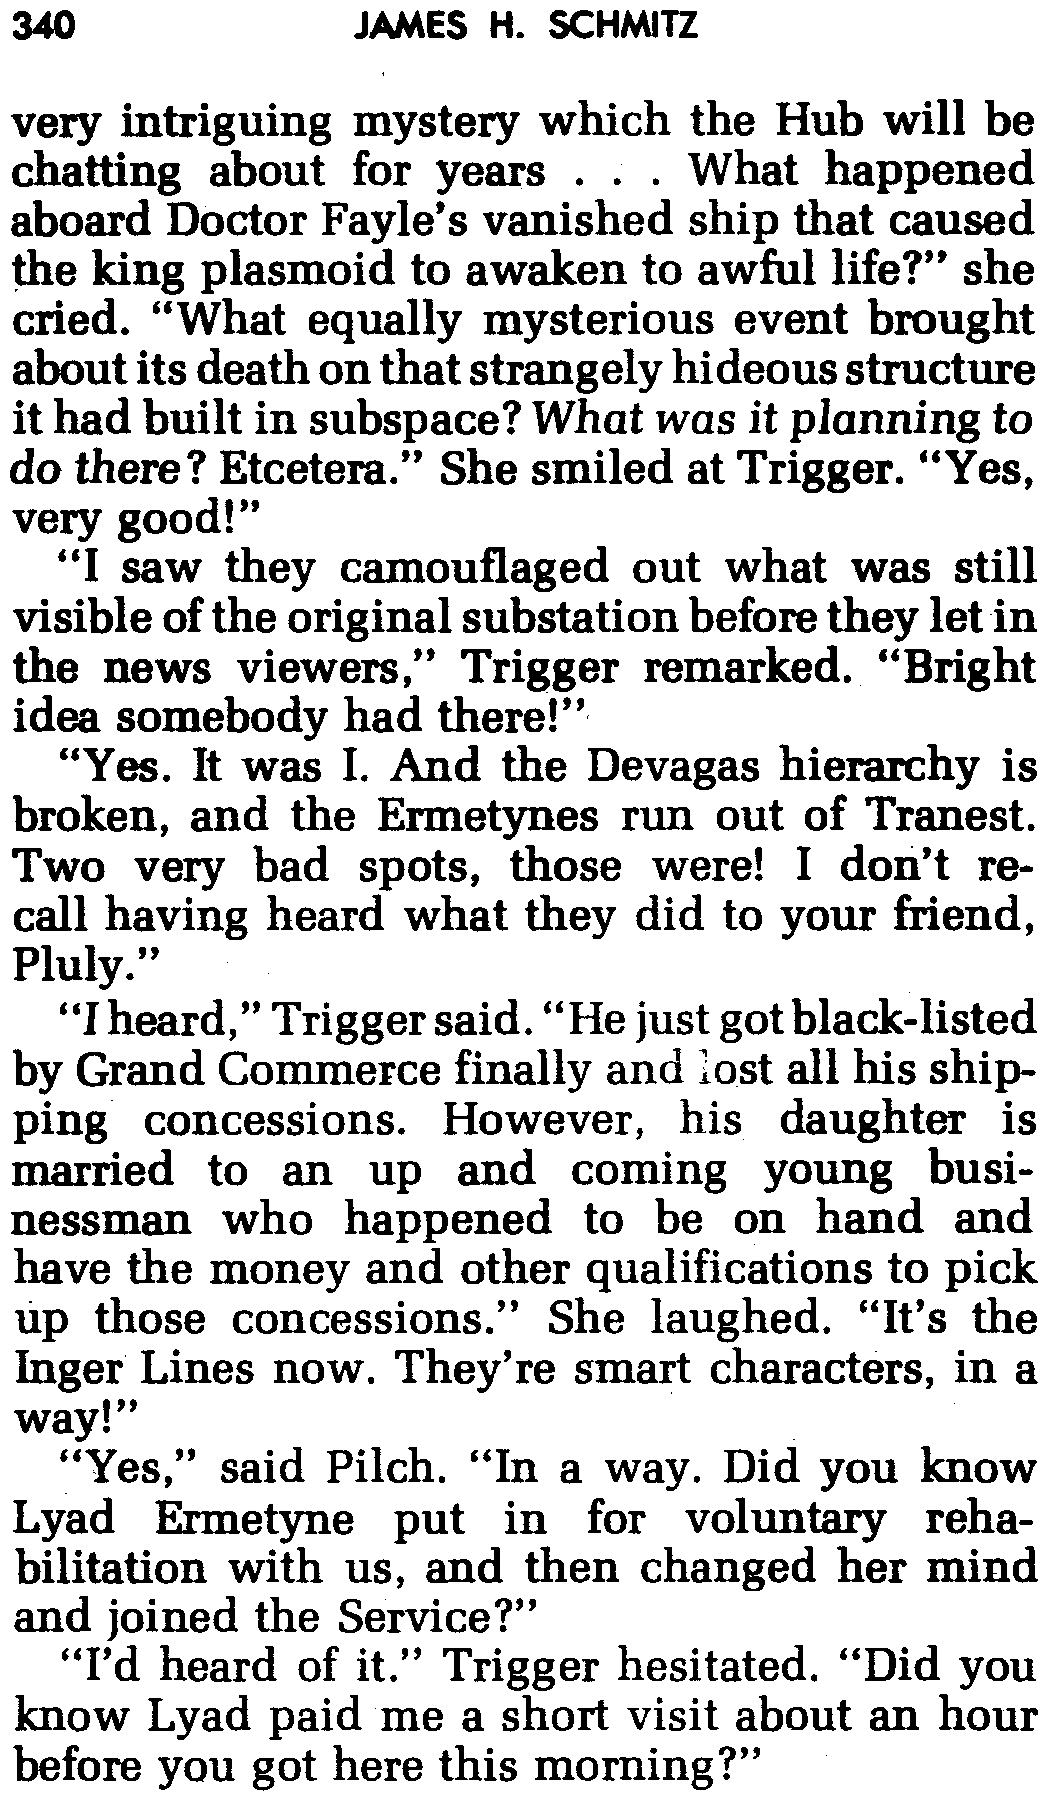 340 JAMES H. SCHMITZ
very intriguing mystery which the Hub will be
chatting about for years . . . What happened
aboard Doctor Fayle's vanished ship that caused
the king plasmoid to awaken to awful life?" she
cried. "What equally mysterious event brought
about its death on that strangely hideous structure
it had built in subspace? What was it planning to
do there? Etcetera." She smiled at Trigger. "Yes,
very good!"
"I saw they camouflaged out what was still
visible of the original substation before they let in
the news viewers," Trigger remarked. "Bright
idea somebody had there!"
"Yes. It was I. And the Devagas hierarchy is
broken, and the Ermetynes run out of Tranest.
Two very bad spots, those were! I don't re-
call having heard what they did to your friend,
Pluly."
"I heard," Trigger said. "He just got black-listed
by Grand Commerce finally and lost all his ship-
ping concessions. However, his daughter is
married to an up and coming young busi-
nessman who happened to be on hand and
have the money and other qualifications to pick
up those concessions." She laughed. "It's the
Inger Lines now. They're smart characters, in a
way!"
"Yes," said Pilch. "In a way. Did you know
Lyad Ermetyne put in for voluntary reha-
bilitation with us, and then changed her mind
and joined the Service?"
"I'd heard of it." Trigger hesitated. "Did you
know Lyad paid me a short visit about an hour
before you got here this morning?"